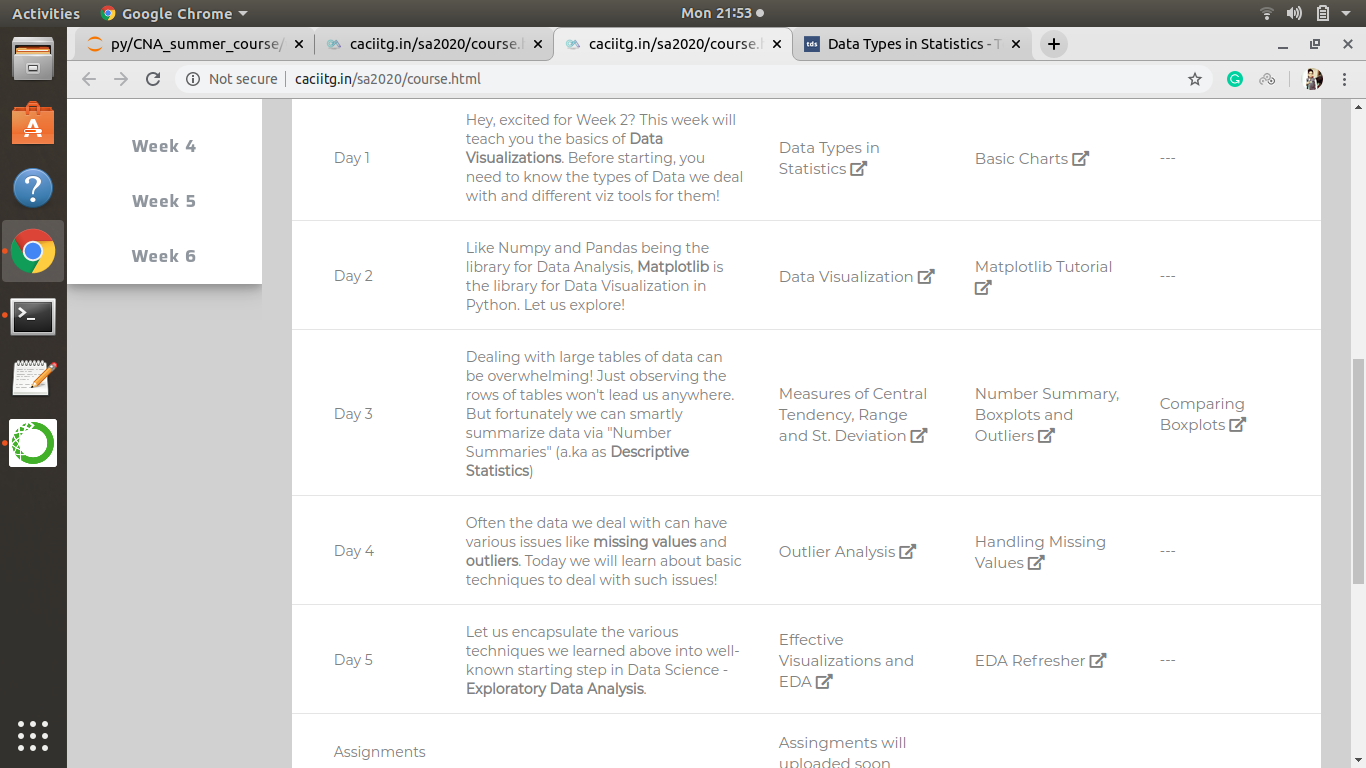 Activities
Google Chrome
Mon 21:53
py/CNA_summer_course/
caciitg.in/sa2020/course.h
caciitg.in/sa2020/course.h
tds
Data Types in Statistics - T
Not secure
caciitg.in/sa2020/course.html
Week 4
Week 5
Week 6
Day 1
Hey, excited for Week 2? This week will
teach you the basics of Data
Visualizations. Before starting, you
need to know the types of Data we deal
with and different viz tools for them!
Data Types in
Statistics
Basic Charts
---
Day 2
Like Numpy and Pandas being the
library for Data Analysis, Matplotlib is
the library for Data Visualization in
Python. Let us explore!
Data Visualization
Matplotlib Tutorial
---
Day 3
Dealing with large tables of data can
be overwhelming! Just observing the
rows of tables won't lead us anywhere.
But fortunately we can smartly
summarize data via "Number
Summaries" (a.ka as Descriptive
Statistics)
Measures of Central
Tendency, Range
and St. Deviation
Number Summary,
Boxplots and
Outliers
Comparing
Boxplots
Day 4
Often the data we deal with can have
various issues like missing values and
outliers. Today we will learn about basic
techniques to deal with such issues!
Outlier Analysis
Handling Missing
Values
---
Day 5
Let us encapsulate the various
techniques we learned above into well-
known starting step in Data Science -
Exploratory Data Analysis.
Effective
Visualizations and
EDA
EDA Refresher
---
Assignments
Assingments will
uploaded soon